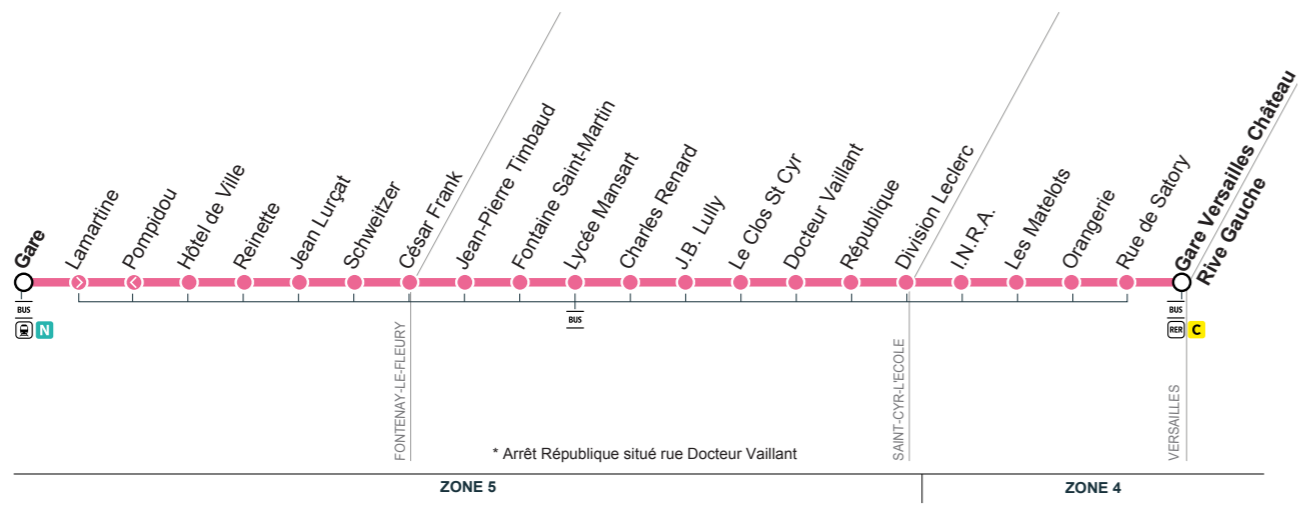 Gare
Lamartine
Pompidou
Hôtel de Ville
Reinette
Jean Lurçat
Schweitzer
César Frank
Jean-Pierre Timbaud
Fontaine Saint-Martin
Lycée Mansart
Charles Renard
J.B. Lully
Le Clos St Cyr
Docteur Vaillant
République
Division Leclerc
I.N.R.A.
Les Matelots
Orangerie
Rue de Satory
Gare Versailles Château
Rive Gauche
BUS
N
BUS
BUS
RER C
FONTENAY-LE-FLEURY
SAINT-CYR-L'ECOLE
VERSAILLES
* Arrêt République situé rue Docteur Vaillant
ZONE 5
ZONE 4